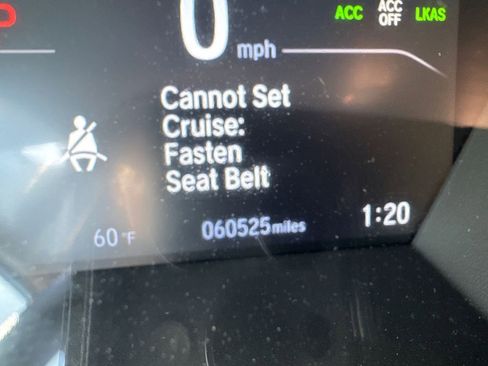 P
0 mph
ACC
ACC OFF
LKAS
Cannot Set
Cruise:
Fasten
Seat Belt
60°F
060525 miles
1:20